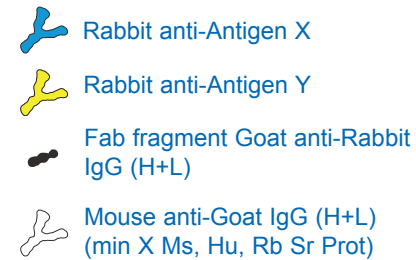 Rabbit anti-Antigen X
Rabbit anti-Antigen Y
Fab fragment Goat anti-Rabbit
IgG (H+L)
Mouse anti-Goat IgG (H+L)
(min X Ms, Hu, Rb Sr Prot)